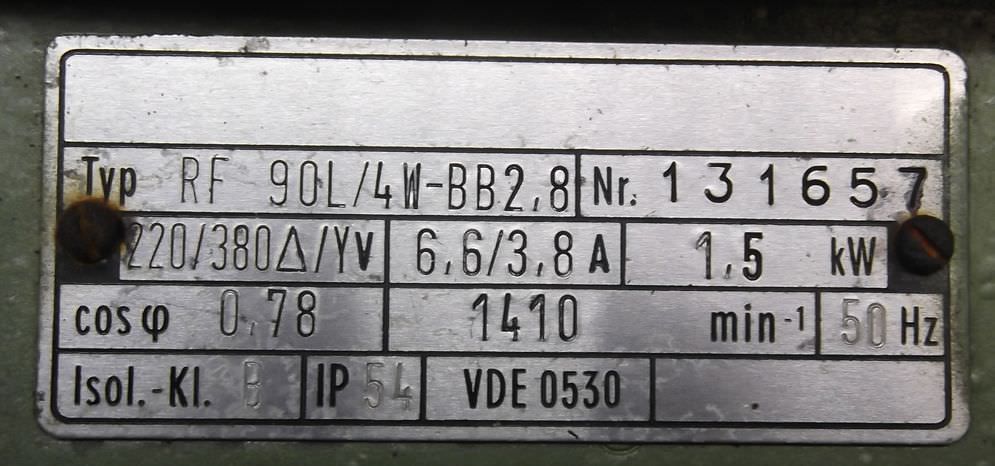 Typ RF 90L/4W-BB2,8 Nr. 131657
220/380Δ/YV 6,6/3,8 A 1,5 kW
cos φ 0,78 1410 min⁻¹ 50 Hz
Isol.-Kl. B IP 54 VDE 0530